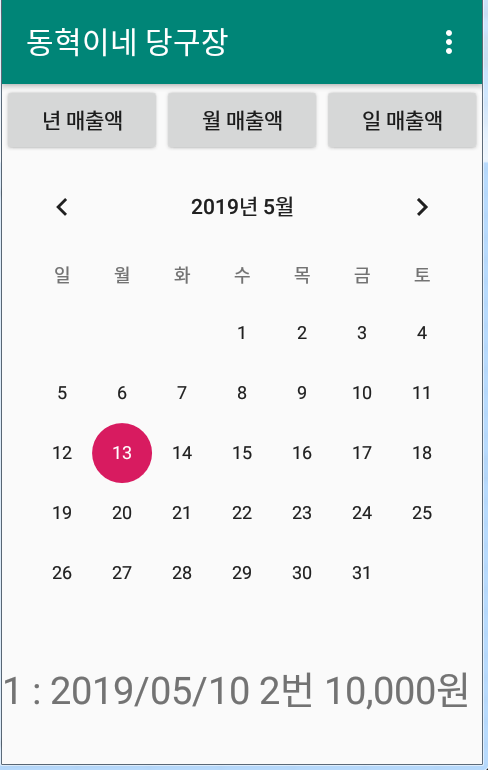 동혁이네 당구장
년 매출액 월 매출액 일 매출액
2019년 5월
일 월 화 수 목 금 토
1 2 3 4
5 6 7 8 9 10 11
12 13 14 15 16 17 18
19 20 21 22 23 24 25
26 27 28 29 30 31
1 : 2019/05/10 2번 10,000원